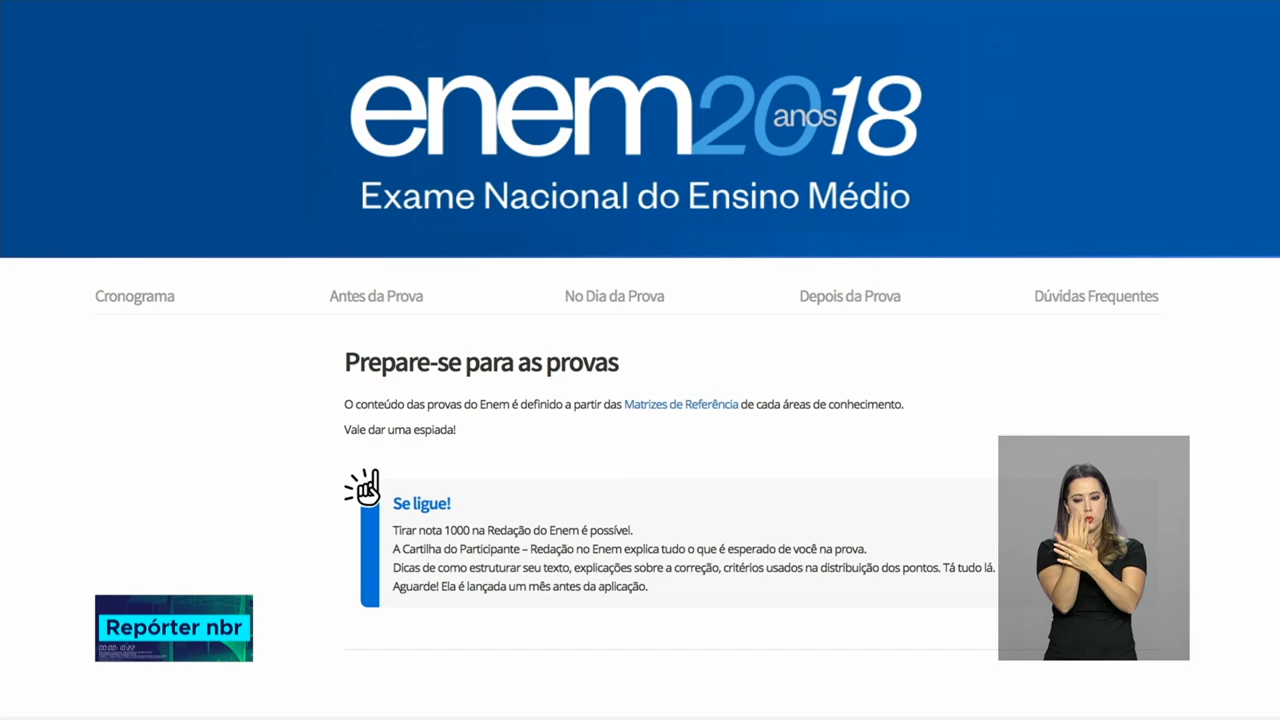 enem20anos18
Exame Nacional do Ensino Médio
Cronograma
Antes da Prova
No Dia da Prova
Depois da Prova
Dúvidas Frequentes
Prepare-se para as provas
O conteúdo das provas do Enem é definido a partir das Matrizes de Referência de cada áreas de conhecimento.
Vale dar uma espiada!
Se ligue!
Tirar nota 1000 na Redação do Enem é possível.
A Cartilha do Participante – Redação no Enem explica tudo o que é esperado de você na prova.
Dicas de como estruturar seu texto, explicações sobre a correção, critérios usados na distribuição dos pontos. Tá tudo lá.
Aguarde! Ela é lançada um mês antes da aplicação.
Repórter nbr
00:00:10:22